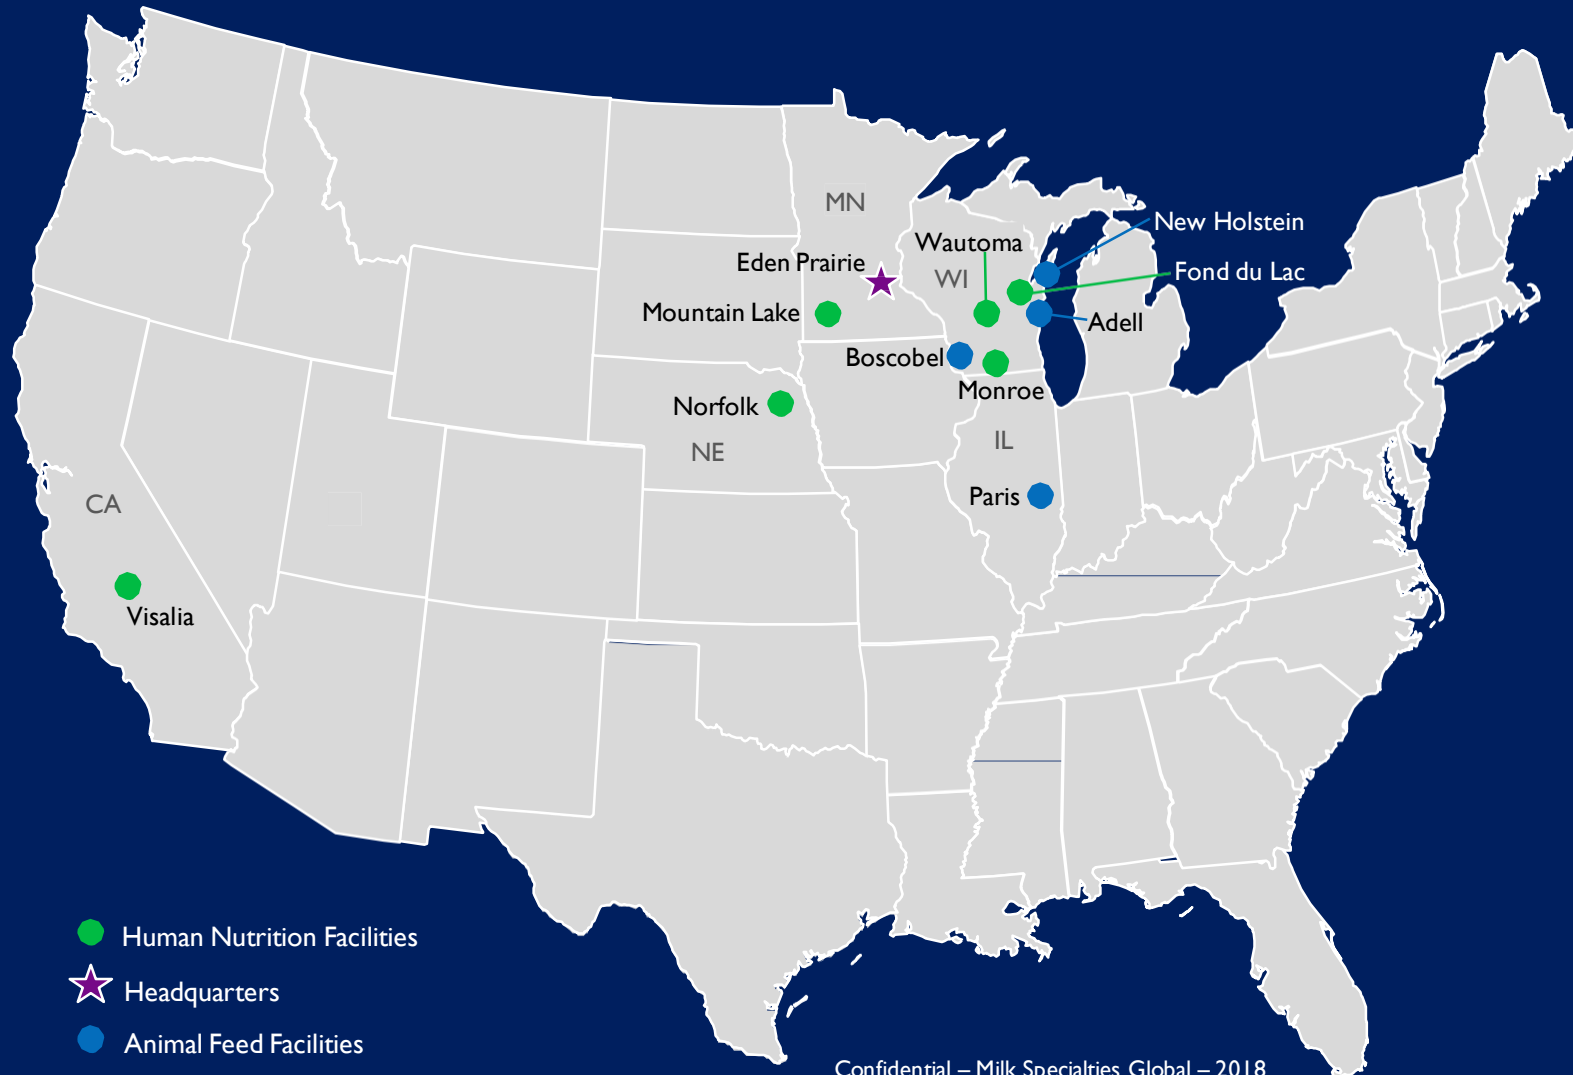 MN
New Holstein
Wautoma
Eden Prairie
WI
Fond du Lac
Mountain Lake
Adell
Boscobel
Monroe
Norfolk
IL
NE
Paris
CA
Visalia
Human Nutrition Facilities
Headquarters
Animal Feed Facilities
Confidential – Milk Specialties Global – 2018